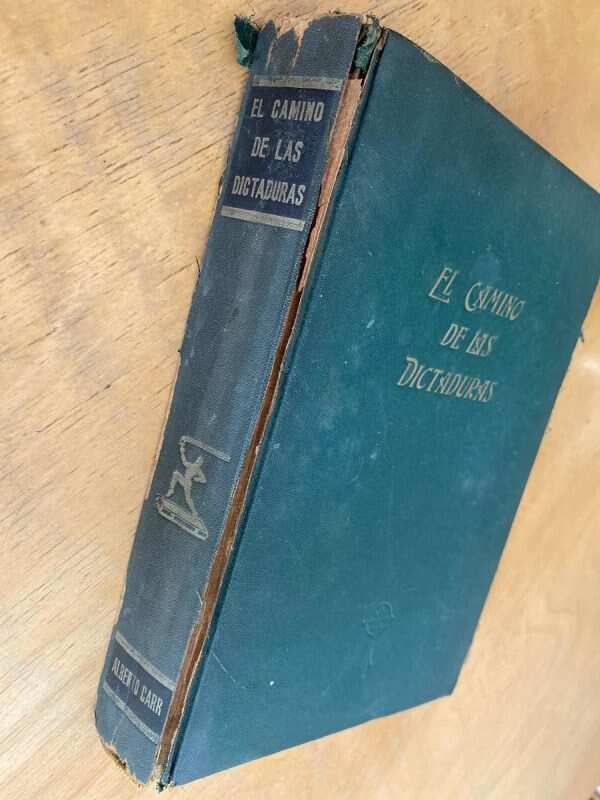 EL CAMINO
DE LAS
DICTADURAS
ALBERTO CARR
EL CAMINO
DE LAS
DICTADURAS